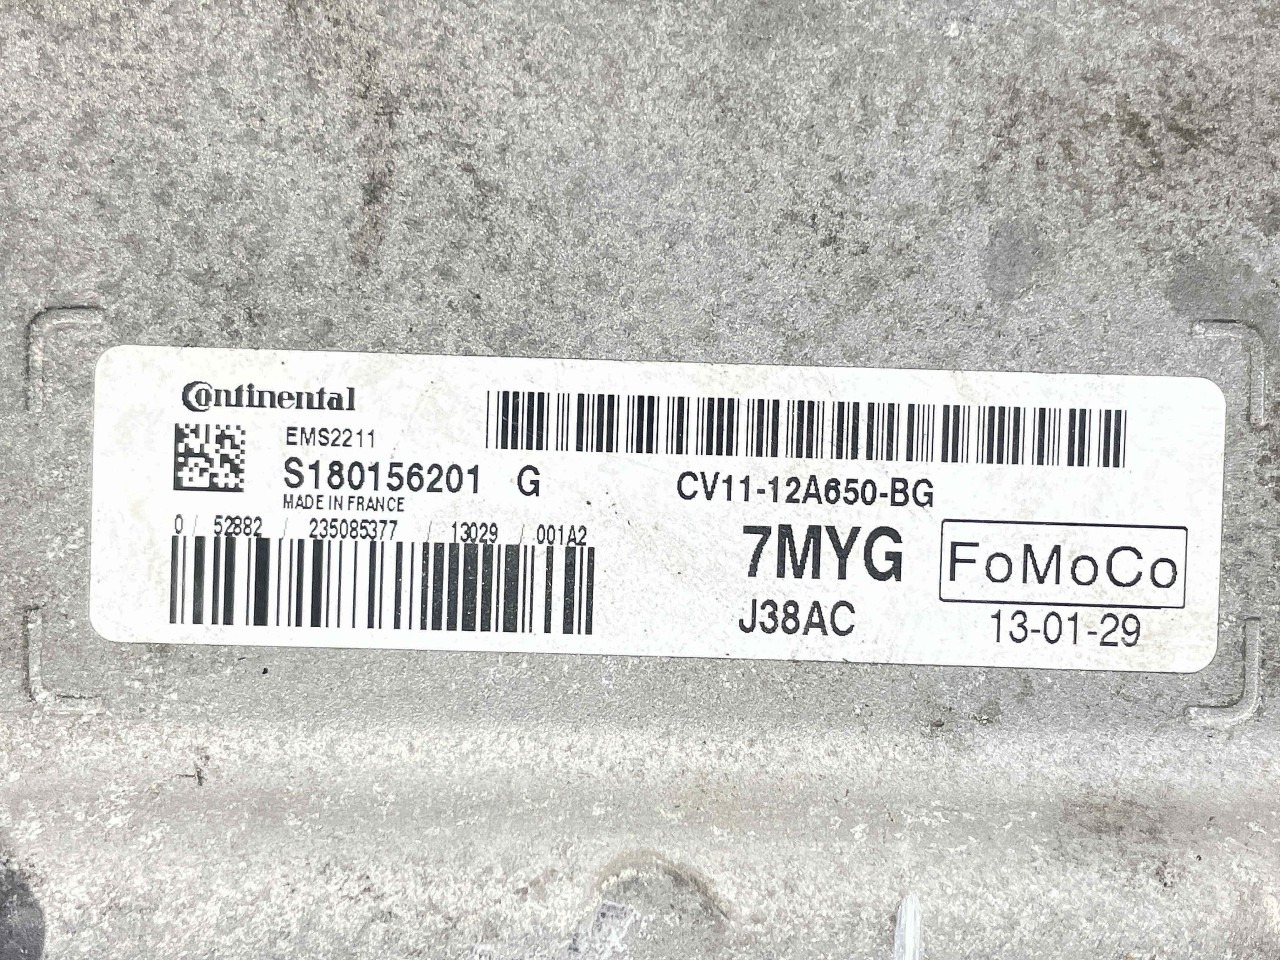 Continental
EMS2211
S180156201 G
MADE IN FRANCE
0 / 52882 / 235085377 / 13029 / 001A2
CV11-12A650-BG
7MYG
FoMoCo
J38AC
13-01-29